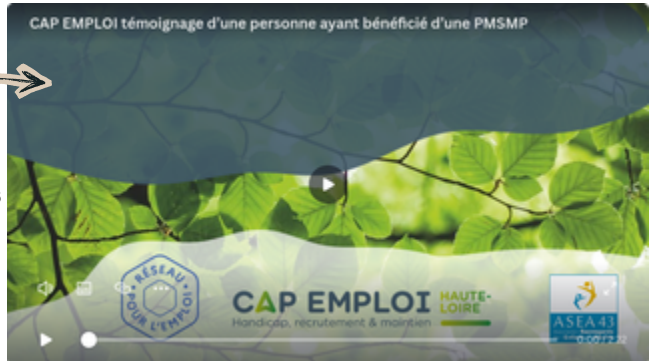 CAP EMPLOI témoignage d'une personne ayant bénéficié d'une PMSMP
RÉSEAU
POUR L'EMPLOI
CAP EMPLOI
HAUTE-
LOIRE
Handicap, recrutement & maintien
ASEA 43